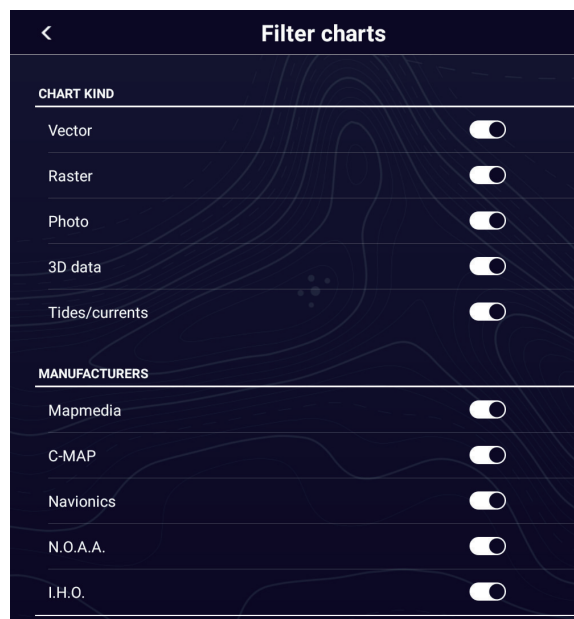 Filter charts
CHART KIND
Vector
Raster
Photo
3D data
Tides/currents
MANUFACTURERS
Mapmedia
C-MAP
Navionics
N.O.A.A.
I.H.O.